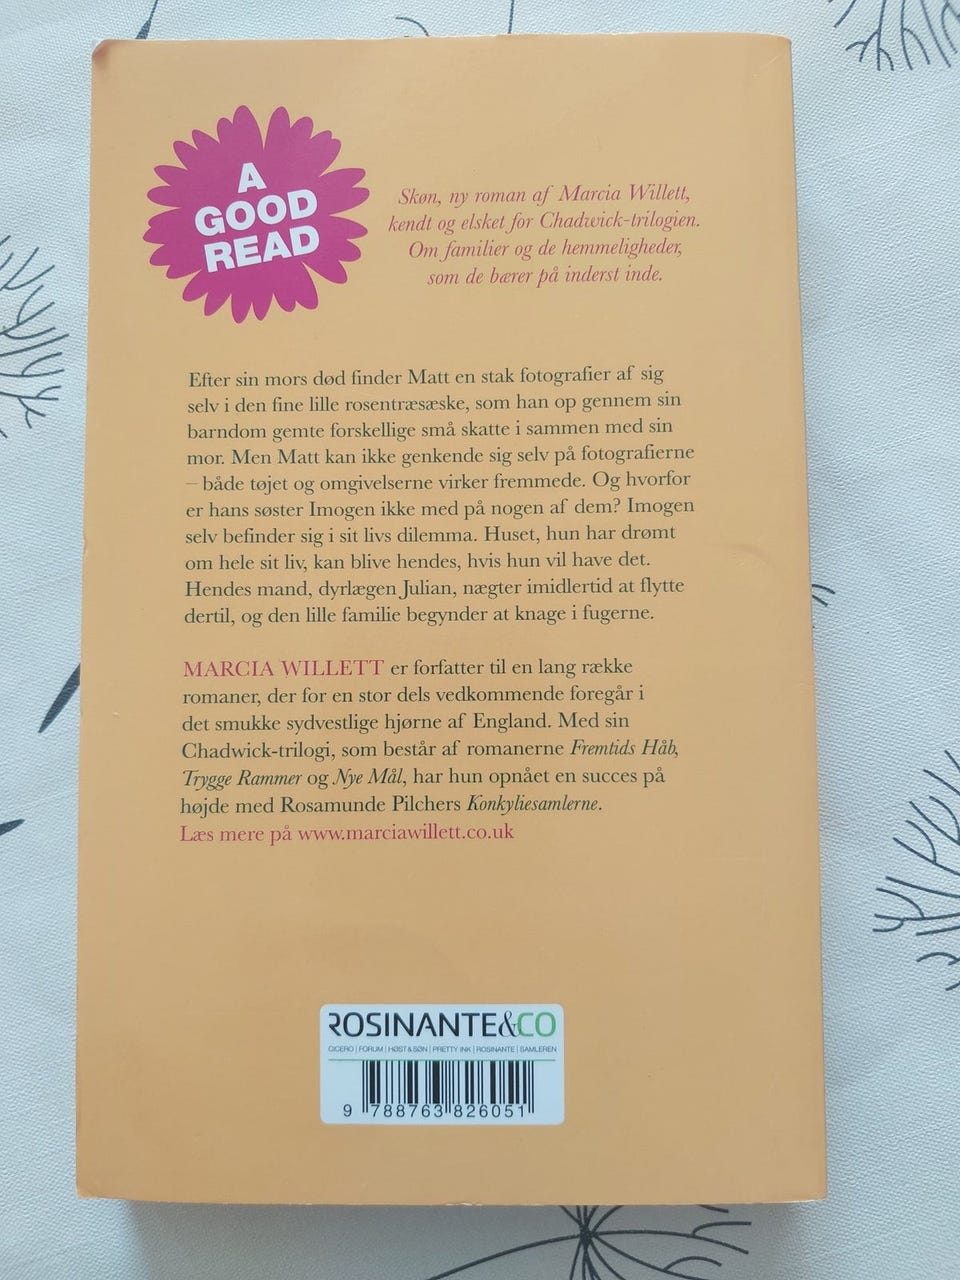 A
GOOD
READ
Skøn, ny roman af Marcia Willett,
kendt og elsket for Chadwick-trilogien.
Om familier og de hemmeligheder,
som de bærer på inderst inde.
Efter sin mors død finder Matt en stak fotografier af sig
selv i den fine lille rosentræsæske, som han op gennem sin
barndom gemte forskellige små skatte i sammen med sin
mor. Men Matt kan ikke genkende sig selv på fotografierne
– både tøjet og omgivelserne virker fremmede. Og hvorfor
er hans søster Imogen ikke med på nogen af dem? Imogen
selv befinder sig i sit livs dilemma. Huset, hun har drømt
om hele sit liv, kan blive hendes, hvis hun vil have det.
Hendes mand, dyrlægen Julian, nægter imidlertid at flytte
dertil, og den lille familie begynder at knage i fugerne.
MARCIA WILLETT er forfatter til en lang række
romaner, der for en stor dels vedkommende foregår i
det smukke sydvestlige hjørne af England. Med sin
Chadwick-trilogi, som består af romanerne Fremtids Håb,
Trygge Rammer og Nye Mål, har hun opnået en succes på
højde med Rosamunde Pilchers Konkyliesamlerne.
Læs mere på www.marciawillett.co.uk
ROSINANTE&CO
CICERO | FORUM | HØST & SØN | PRETTY INK | ROSINANTE | SAMLEREN
9 788763 826051